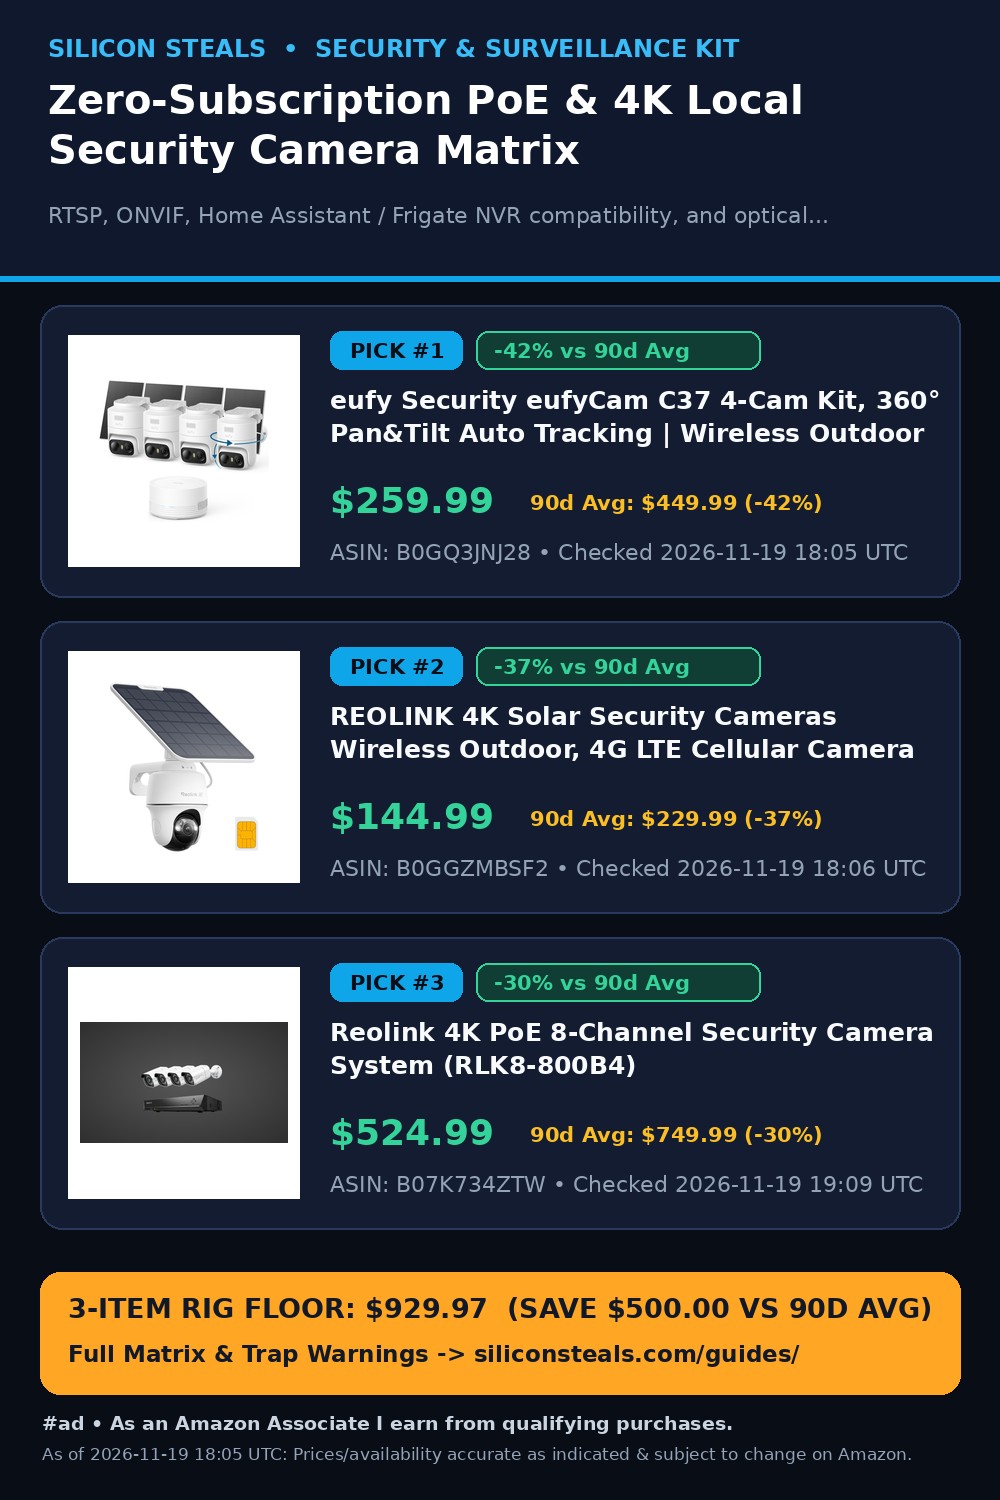 SILICON STEALS • SECURITY & SURVEILLANCE KIT
Zero-Subscription PoE & 4K Local
Security Camera Matrix
RTSP, ONVIF, Home Assistant / Frigate NVR compatibility, and optical...
PICK #1
-42% vs 90d Avg
eufy Security eufyCam C37 4-Cam Kit, 360°
Pan&Tilt Auto Tracking | Wireless Outdoor
$259.99
90d Avg: $449.99 (-42%)
ASIN: B0GQ3JNJ28 • Checked 2026-11-19 18:05 UTC
PICK #2
-37% vs 90d Avg
REOLINK 4K Solar Security Cameras
Wireless Outdoor, 4G LTE Cellular Camera
$144.99
90d Avg: $229.99 (-37%)
ASIN: B0GGZMBSF2 • Checked 2026-11-19 18:06 UTC
PICK #3
-30% vs 90d Avg
Reolink 4K PoE 8-Channel Security Camera
System (RLK8-800B4)
$524.99
90d Avg: $749.99 (-30%)
ASIN: B07K734ZTW • Checked 2026-11-19 19:09 UTC
3-ITEM RIG FLOOR: $929.97 (SAVE $500.00 VS 90D AVG)
Full Matrix & Trap Warnings -> siliconsteals.com/guides/
#ad • As an Amazon Associate I earn from qualifying purchases.
As of 2026-11-19 18:05 UTC: Prices/availability accurate as indicated & subject to change on Amazon.